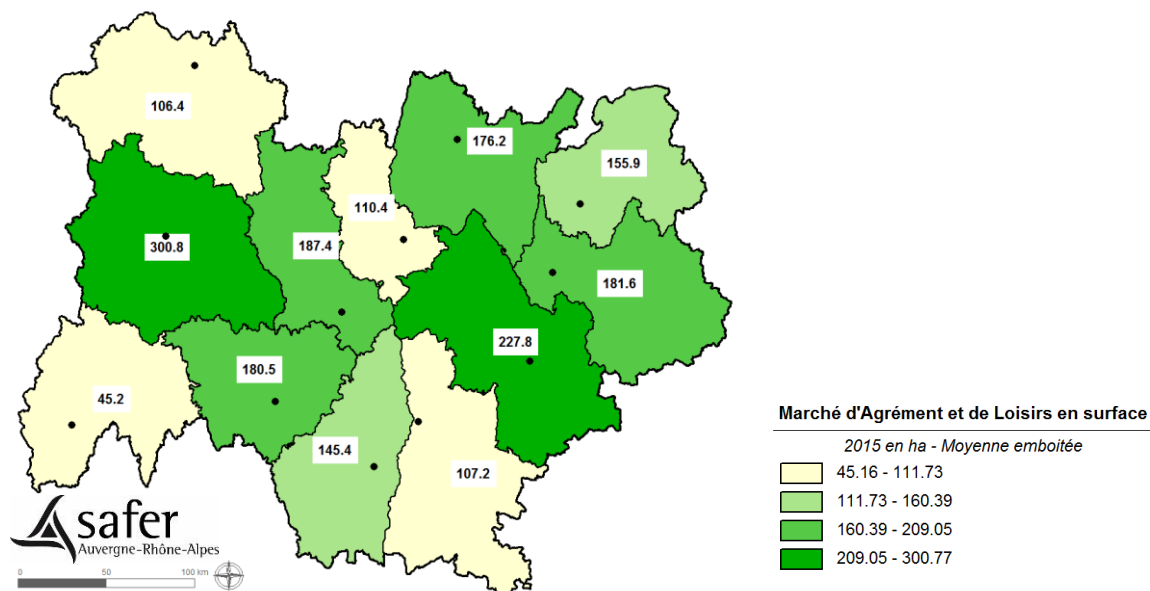 106.4
176.2
155.9
110.4
300.8
187.4
181.6
227.8
180.5
45.2
145.4
107.2
Marché d'Agrément et de Loisirs en surface
2015 en ha - Moyenne emboitée
45.16 - 111.73
111.73 - 160.39
160.39 - 209.05
209.05 - 300.77
safer
Auvergne-Rhône-Alpes
0 50 100 km